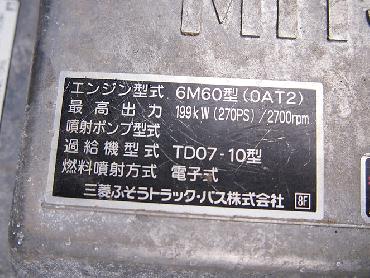 MIT
エンジン型式 6M60型(0AT2)
最高出力 199kW(270PS)/2700rpm
噴射ポンプ型式
過給機型式 TD07-10型
燃料噴射方式 電子式
三菱ふそうトラック・バス株式会社 8F